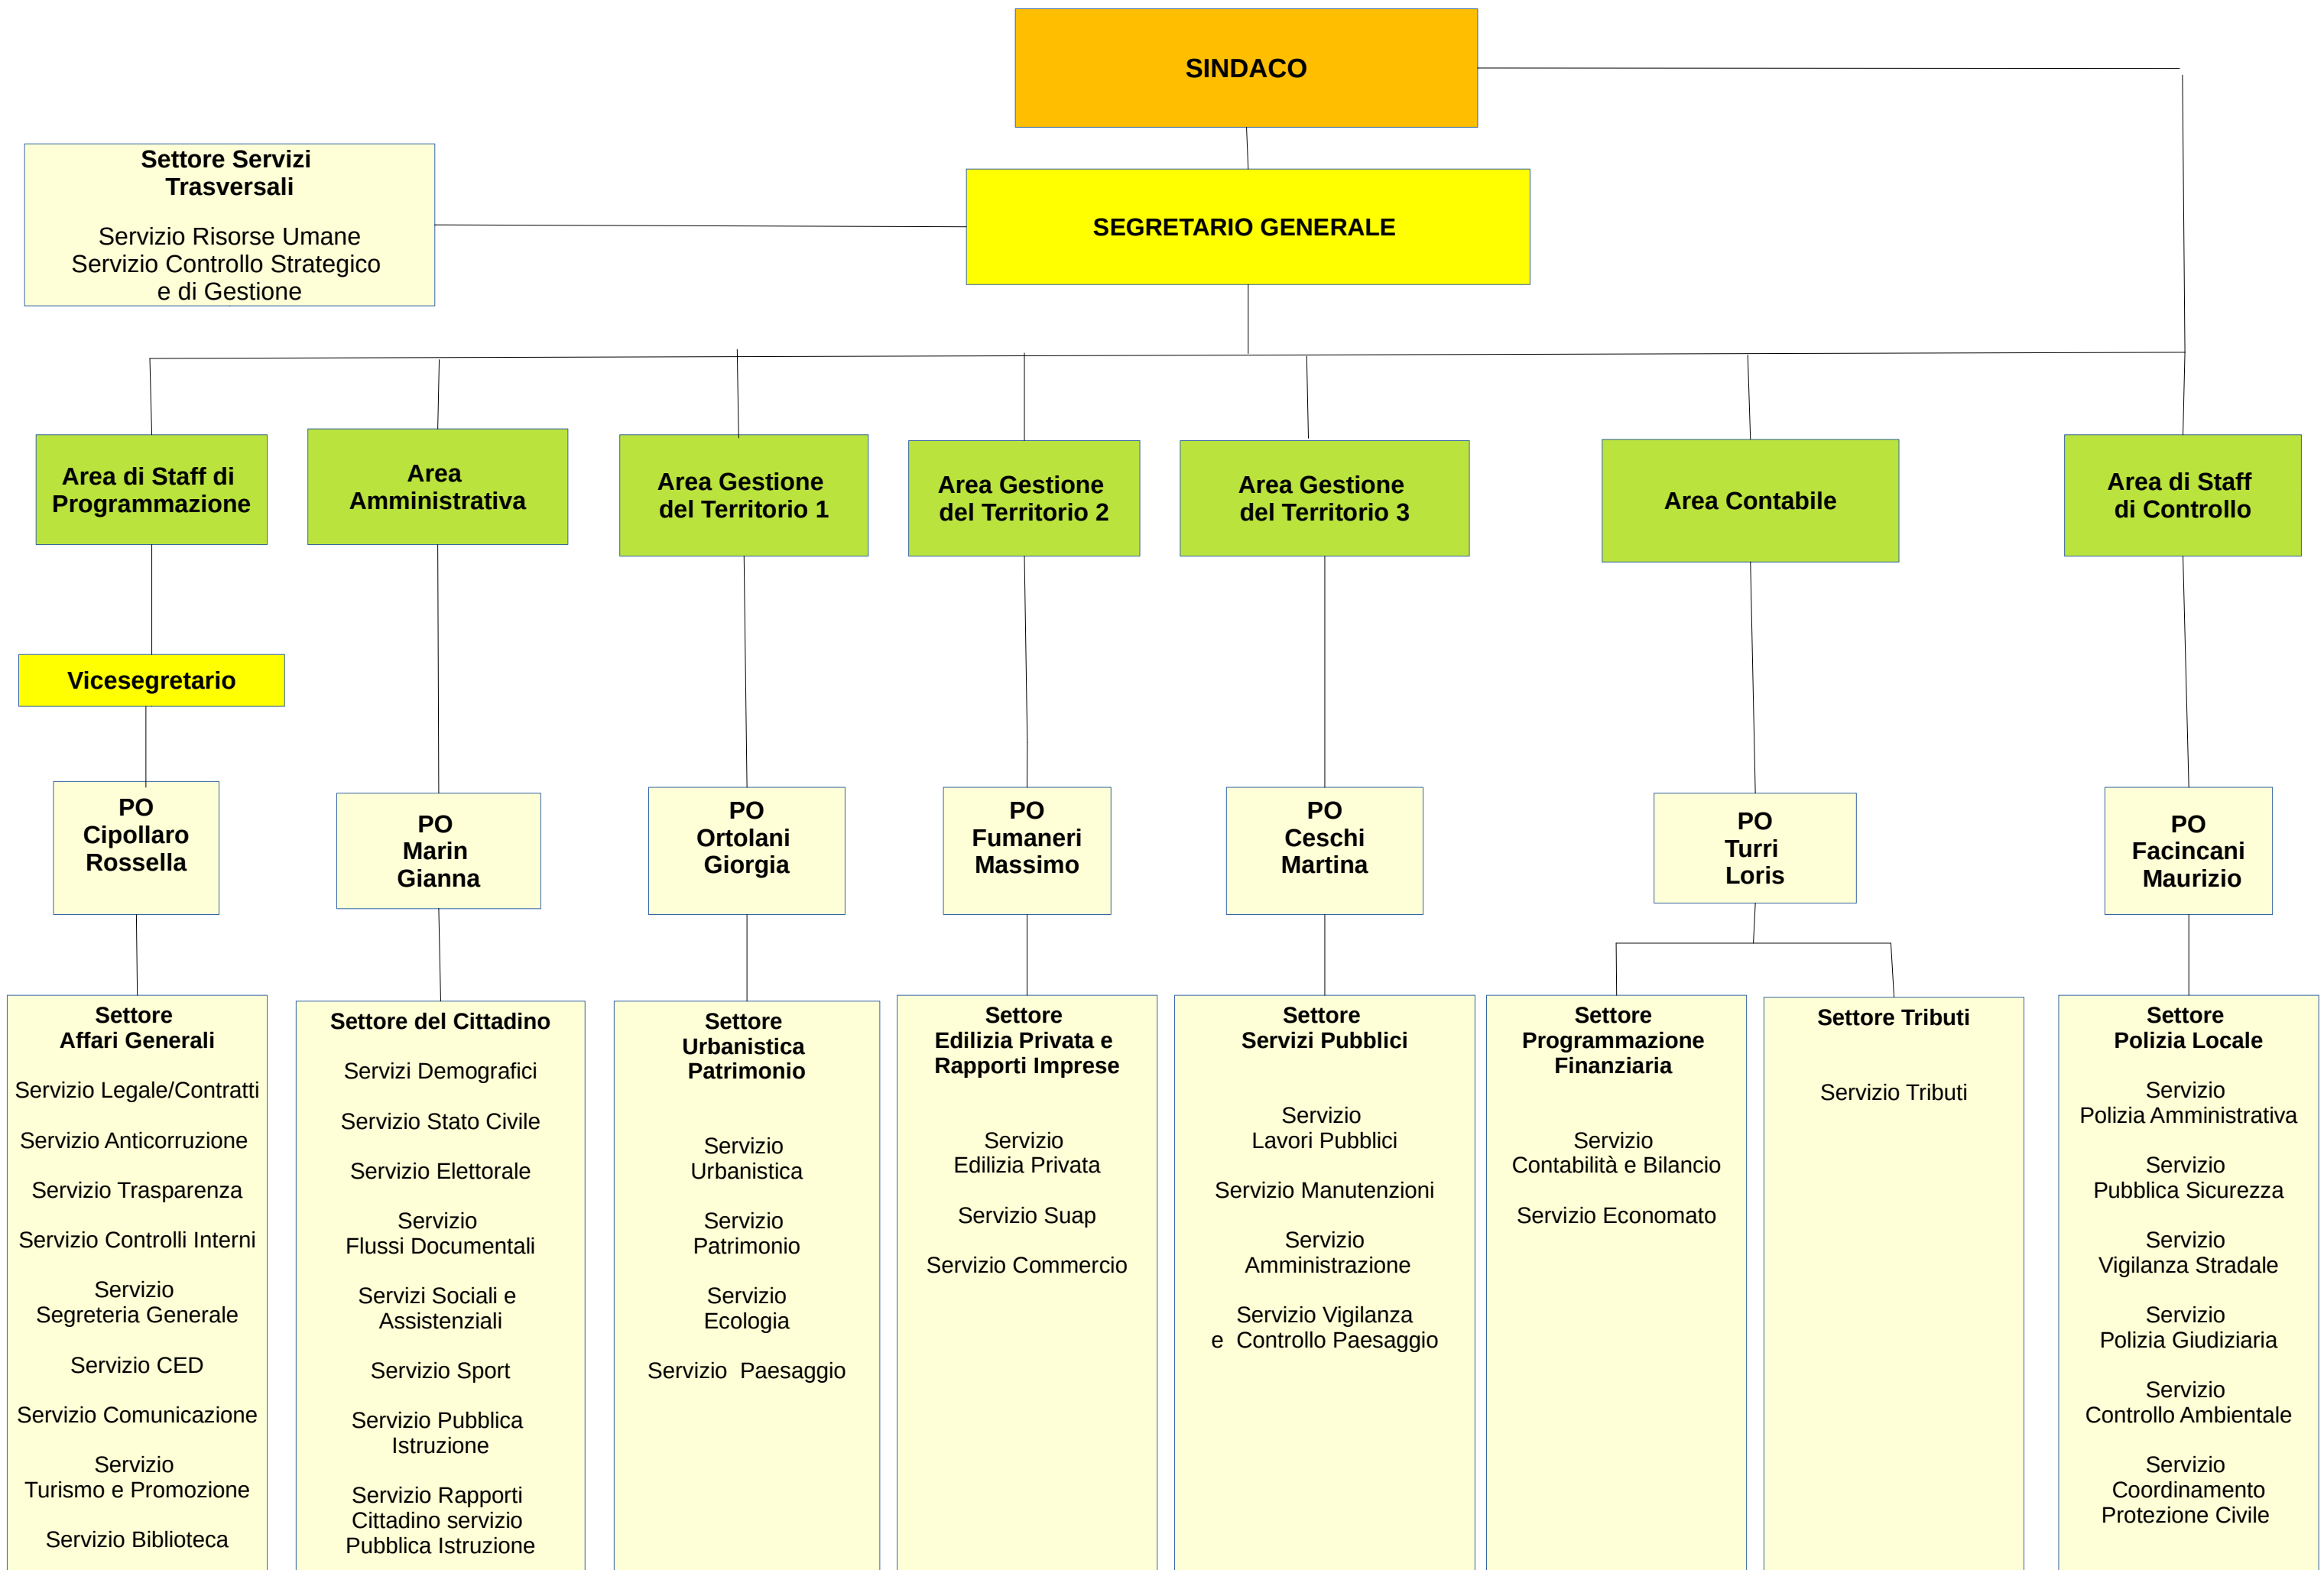 SINDACO
Settore Servizi
Trasversali
Servizio Risorse Umane
Servizio Controllo Strategico
e di Gestione
SEGRETARIO GENERALE
Area di Staff di
Programmazione
Area
Amministrativa
Area Gestione
del Territorio 1
Area Gestione
del Territorio 2
Area Gestione
del Territorio 3
Area Contabile
Area di Staff
di Controllo
Vicesegretario
PO
Cipollaro
Rossella
PO
Marin
Gianna
PO
Ortolani
Giorgia
PO
Fumaneri
Massimo
PO
Ceschi
Martina
PO
Turri
Loris
PO
Facincani
Maurizio
Settore
Affari Generali
Servizio Legale/Contratti
Servizio Anticorruzione
Servizio Trasparenza
Servizio Controlli Interni
Servizio
Segreteria Generale
Servizio CED
Servizio Comunicazione
Servizio
Turismo e Promozione
Servizio Biblioteca
Settore del Cittadino
Servizi Demografici
Servizio Stato Civile
Servizio Elettorale
Servizio
Flussi Documentali
Servizi Sociali e
Assistenziali
Servizio Sport
Servizio Pubblica
Istruzione
Servizio Rapporti
Cittadino servizio
Pubblica Istruzione
Settore
Urbanistica
Patrimonio
Servizio
Urbanistica
Servizio
Patrimonio
Servizio
Ecologia
Servizio  Paesaggio
Settore
Edilizia Privata e
Rapporti Imprese
Servizio
Edilizia Privata
Servizio Suap
Servizio Commercio
Settore
Servizi Pubblici
Servizio
Lavori Pubblici
Servizio Manutenzioni
Servizio
Amministrazione
Servizio Vigilanza
e  Controllo Paesaggio
Settore
Programmazione
Finanziaria
Servizio
Contabilità e Bilancio
Servizio Economato
Settore Tributi
Servizio Tributi
Settore
Polizia Locale
Servizio
Polizia Amministrativa
Servizio
Pubblica Sicurezza
Servizio
Vigilanza Stradale
Servizio
Polizia Giudiziaria
Servizio
Controllo Ambientale
Servizio
Coordinamento
Protezione Civile